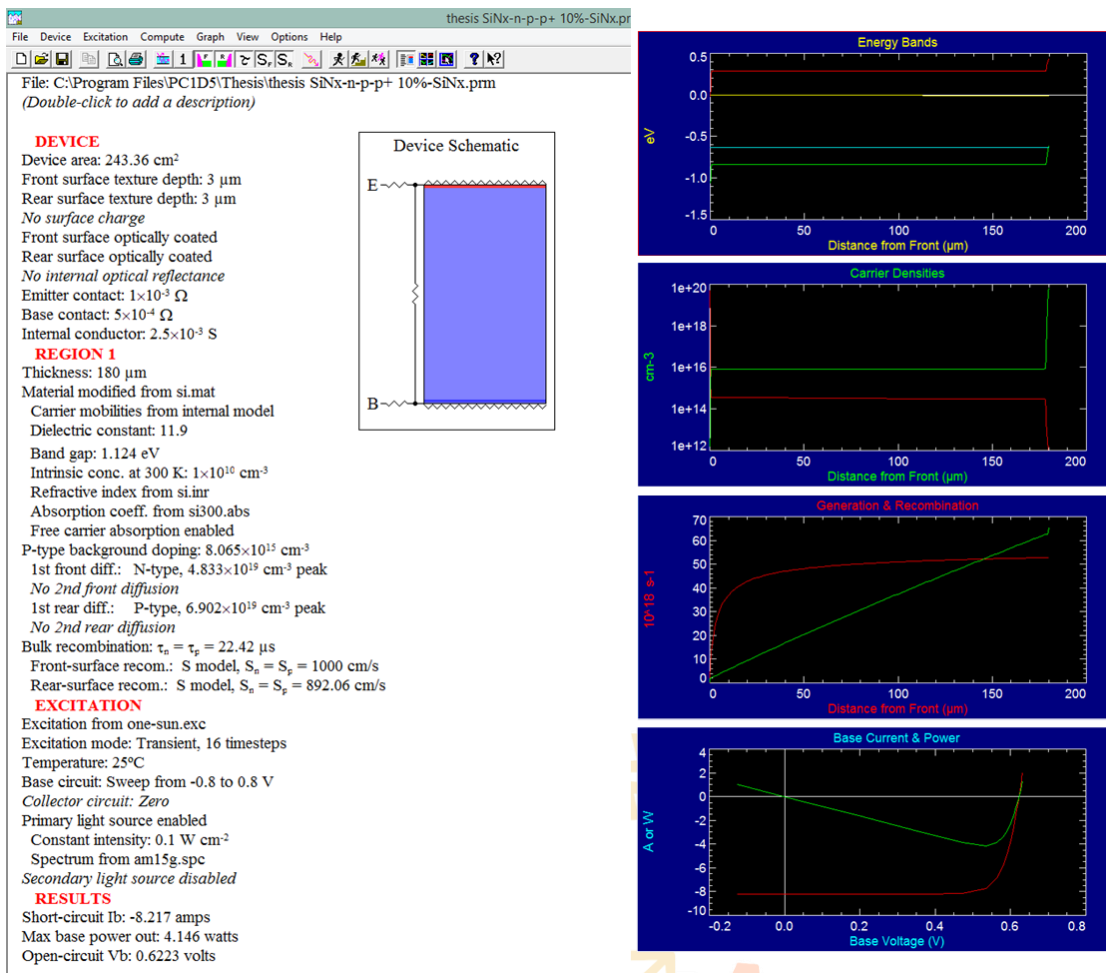 thesis SiNx-n-p-p+ 10%-SiNx.pr
File Device Excitation Compute Graph View Options Help
File: C:\Program Files\PC1D5\Thesis\thesis SiNx-n-p-p+ 10%-SiNx.prm
(Double-click to add a description)
DEVICE
Device area: 243.36 cm²
Front surface texture depth: 3 µm
Rear surface texture depth: 3 µm
No surface charge
Front surface optically coated
Rear surface optically coated
No internal optical reflectance
Emitter contact: 1×10⁻³ Ω
Base contact: 5×10⁻⁴ Ω
Internal conductor: 2.5×10⁻³ S
REGION 1
Thickness: 180 µm
Material modified from si.mat
Carrier mobilities from internal model
Dielectric constant: 11.9
Band gap: 1.124 eV
Intrinsic conc. at 300 K: 1×10¹⁰ cm⁻³
Refractive index from si.inr
Absorption coeff. from si300.abs
Free carrier absorption enabled
P-type background doping: 8.065×10¹⁵ cm⁻³
1st front diff.: N-type, 4.833×10¹⁹ cm⁻³ peak
No 2nd front diffusion
1st rear diff.: P-type, 6.902×10¹⁹ cm⁻³ peak
No 2nd rear diffusion
Bulk recombination: τₙ = τₚ = 22.42 µs
Front-surface recom.: S model, Sₙ = Sₚ = 1000 cm/s
Rear-surface recom.: S model, Sₙ = Sₚ = 892.06 cm/s
EXCITATION
Excitation from one-sun.exc
Excitation mode: Transient, 16 timesteps
Temperature: 25ºC
Base circuit: Sweep from -0.8 to 0.8 V
Collector circuit: Zero
Primary light source enabled
Constant intensity: 0.1 W cm⁻²
Spectrum from am15g.spc
Secondary light source disabled
RESULTS
Short-circuit Ib: -8.217 amps
Max base power out: 4.146 watts
Open-circuit Vb: 0.6223 volts
Device Schematic
E
B
Energy Bands
eV
0.5
0.0
-0.5
-1.0
-1.5
0 50 100 150 200
Distance from Front (µm)
Carrier Densities
cm-3
1e+20
1e+18
1e+16
1e+14
1e+12
0 50 100 150 200
Distance from Front (µm)
Generation & Recombination
10^18 s-1
70
60
50
40
30
20
10
0
0 50 100 150 200
Distance from Front (µm)
Base Current & Power
A or W
4
2
0
-2
-4
-6
-8
-10
-0.2 0.0 0.2 0.4 0.6 0.8
Base Voltage (V)